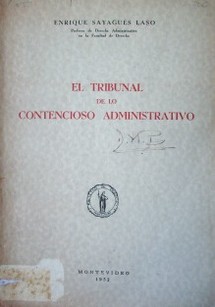 ENRIQUE SAYAGUES LASO
Profesor de Derecho Administrativo
en la Facultad de Derecho
EL TRIBUNAL
DE LO
CONTENCIOSO ADMINISTRATIVO
MONTEVIDEO
1952